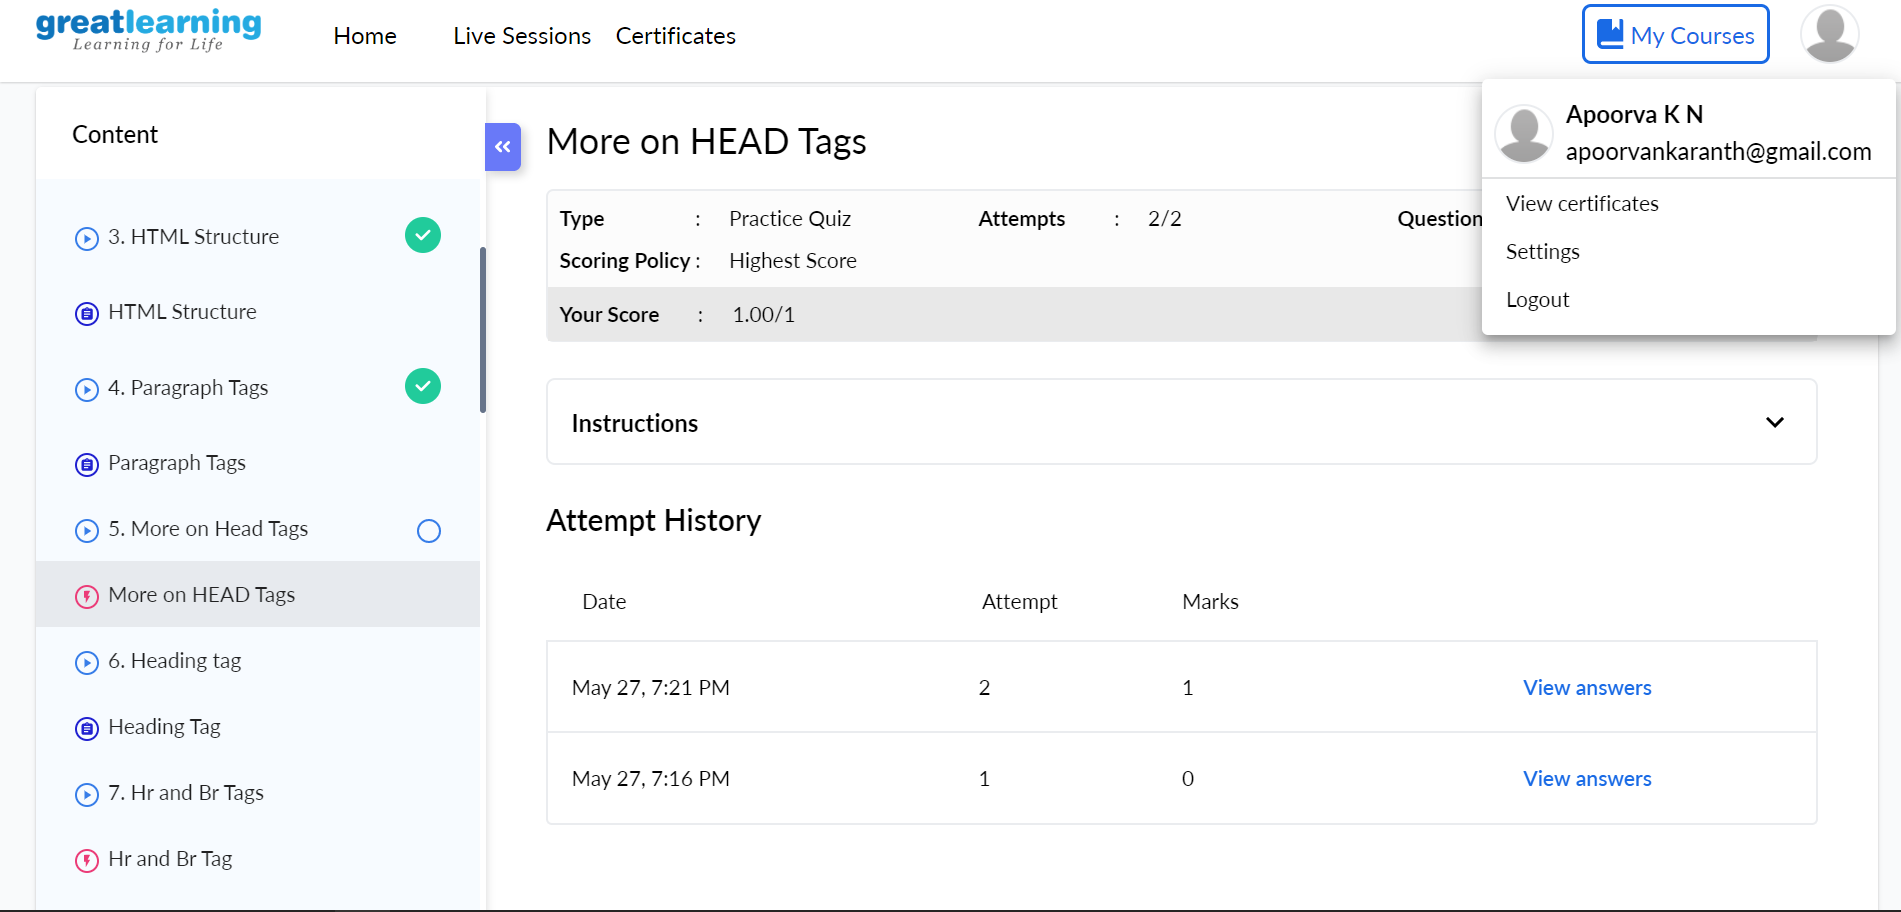 greatlearning
Learning for Life
Home Live Sessions Certificates
My Courses
Apoorva K N
apoorvankaranth@gmail.com
View certificates
Settings
Logout
Content
3. HTML Structure
HTML Structure
4. Paragraph Tags
Paragraph Tags
5. More on Head Tags
More on HEAD Tags
6. Heading tag
Heading Tag
7. Hr and Br Tags
Hr and Br Tag
More on HEAD Tags
Type : Practice Quiz Attempts : 2/2 Question
Scoring Policy : Highest Score
Your Score : 1.00/1
Instructions
Attempt History
Date Attempt Marks
May 27, 7:21 PM 2 1 View answers
May 27, 7:16 PM 1 0 View answers